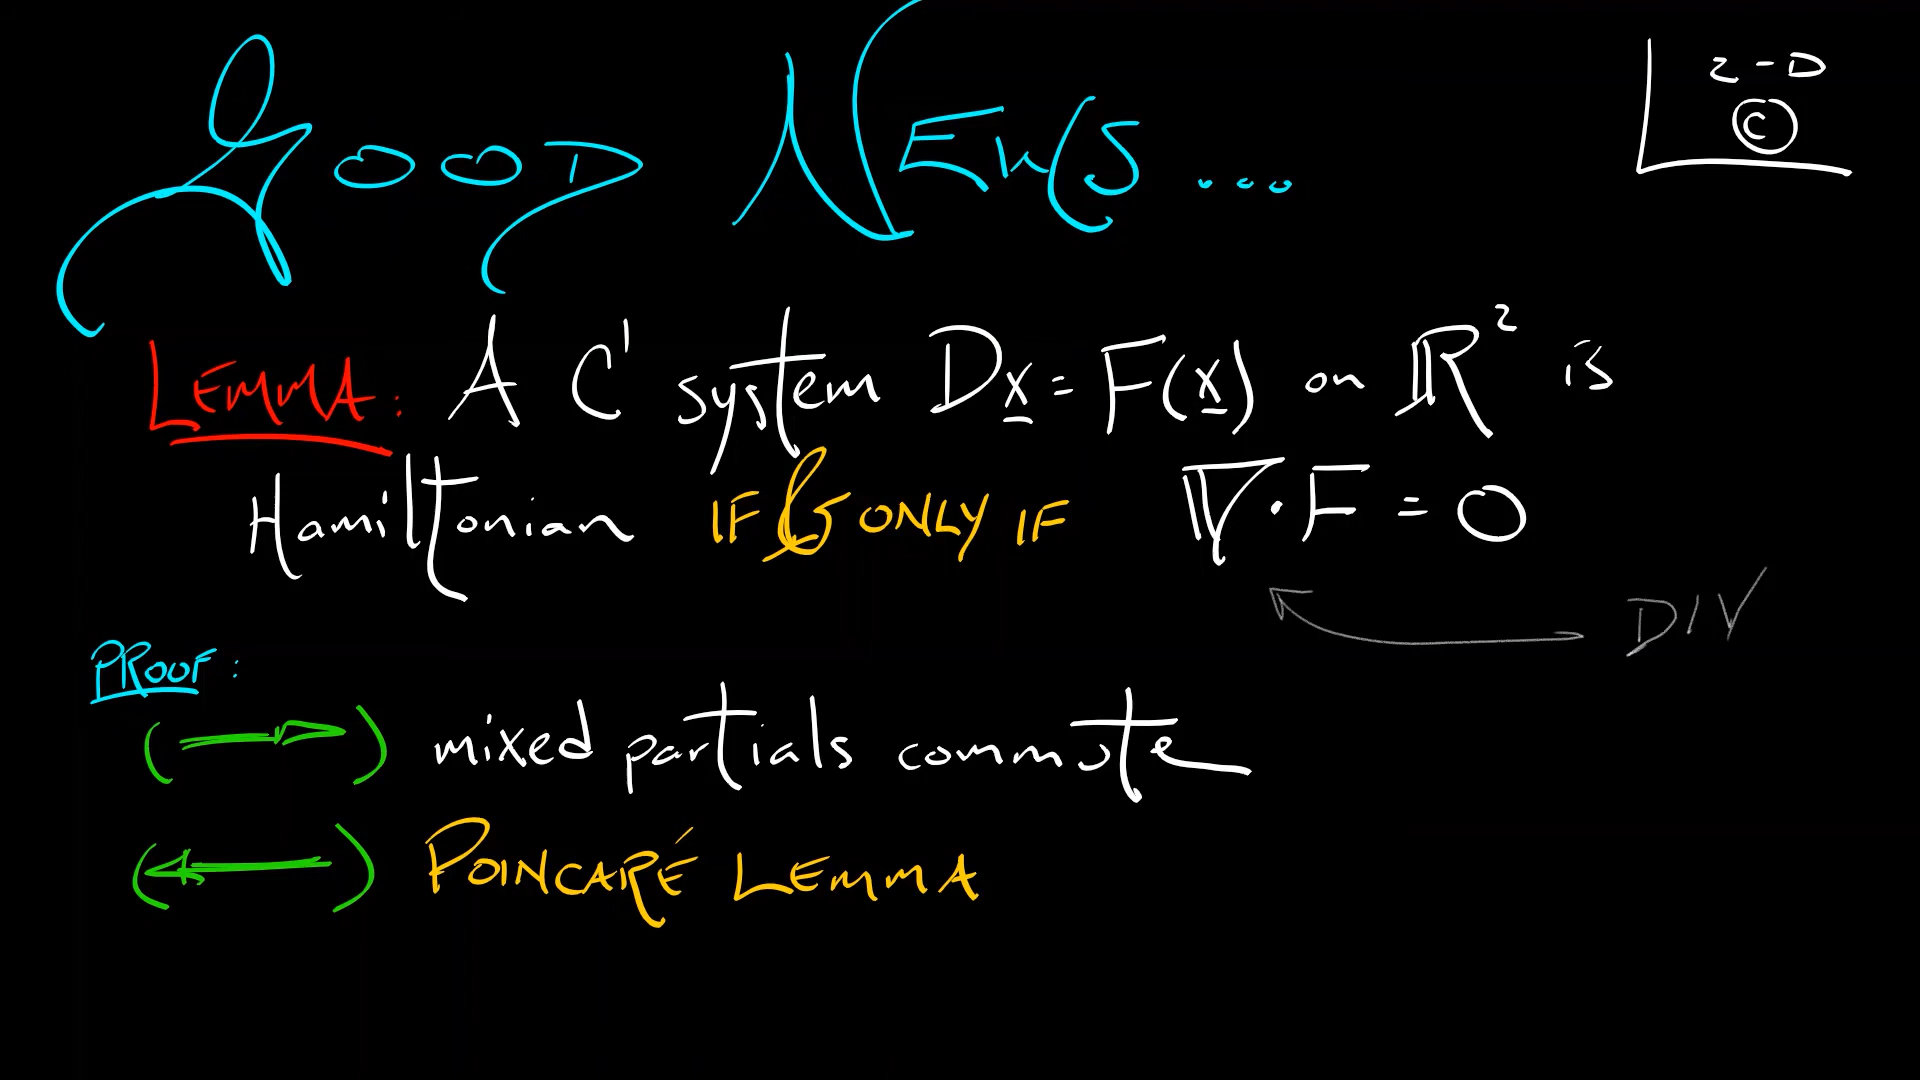 GOOD NEWS ...
2-D
©
LEMMA: A C¹ system Dx = F(x) on ℝ² is
Hamiltonian IF & ONLY IF ∇·F = 0
DIV
PROOF:
(⇒) mixed partials commute
(⇐) POINCARÉ LEMMA